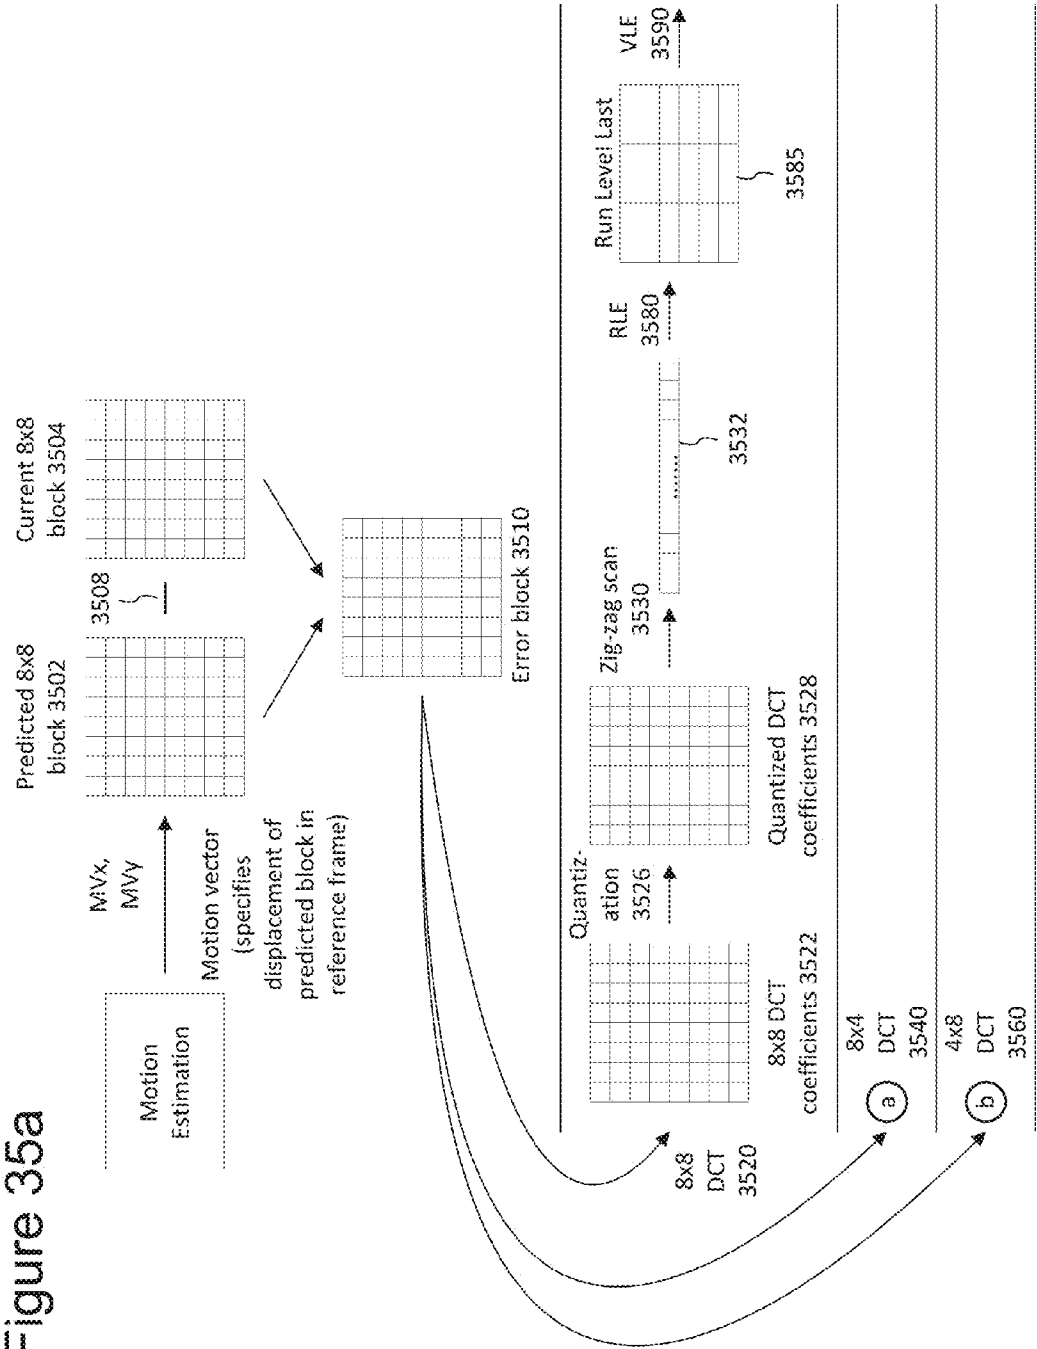 Figure 35a
Motion
Estimation
MVx,
MVy
Motion vector
(specifies
displacement of
predicted block in
reference frame)
Predicted 8x8
block 3502
3508
Current 8x8
block 3504
Error block 3510
8x8
DCT
3520
8x8 DCT
coefficients 3522
Quantiz-
ation
3526
Quantized DCT
coefficients 3528
Zig-zag scan
3530
3532
RLE
3580
Run Level Last
3585
VLE
3590
a
8x4
DCT
3540
b
4x8
DCT
3560